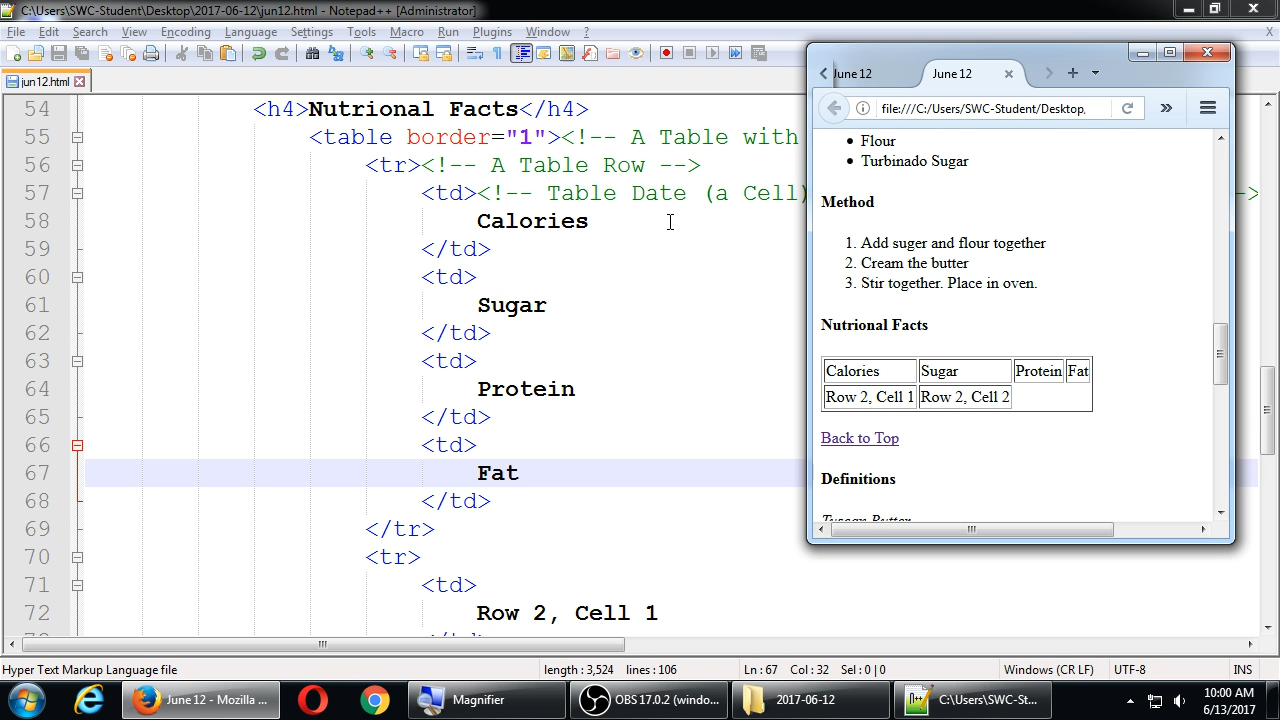 C:\Users\SWC-Student\Desktop\2017-06-12\jun12.html - Notepad++ [Administrator]
File Edit Search View Encoding Language Settings Tools Macro Run Plugins Window ? X
jun12.html
54 <h4>Nutrional Facts</h4>
55 <table border="1"><!-- A Table with
56 <tr><!-- A Table Row -->
57 <td><!-- Table Date (a Cell) -->
58 Calories
59 </td>
60 <td>
61 Sugar
62 </td>
63 <td>
64 Protein
65 </td>
66 <td>
67 Fat
68 </td>
69 </tr>
70 <tr>
71 <td>
72 Row 2, Cell 1
June 12 June 12
file:///C:/Users/SWC-Student/Desktop,
• Flour
• Turbinado Sugar
Method
1. Add suger and flour together
2. Cream the butter
3. Stir together. Place in oven.
Nutrional Facts
Calories Sugar Protein Fat
Row 2, Cell 1 Row 2, Cell 2
Back to Top
Definitions
Tuscan Butter
Hyper Text Markup Language file length : 3,524 lines : 106 Ln : 67 Col : 32 Sel : 0 | 0 Windows (CR LF) UTF-8 INS
June 12 - Mozilla ... Magnifier OBS 17.0.2 (windo... 2017-06-12 C:\Users\SWC-St... 10:00 AM
6/13/2017